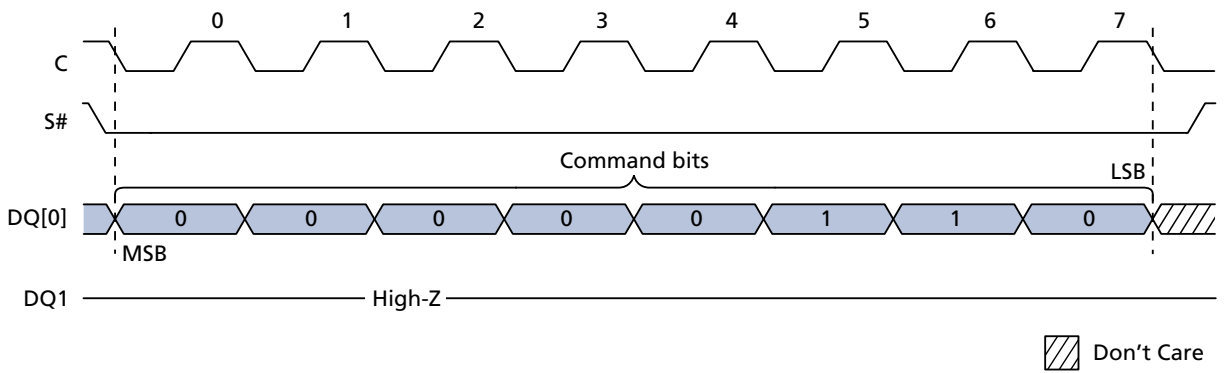 0 1 2 3 4 5 6 7
C
S#
Command bits
LSB
DQ[0] 0 0 0 0 0 1 1 0
MSB
DQ1 High-Z
Don't Care